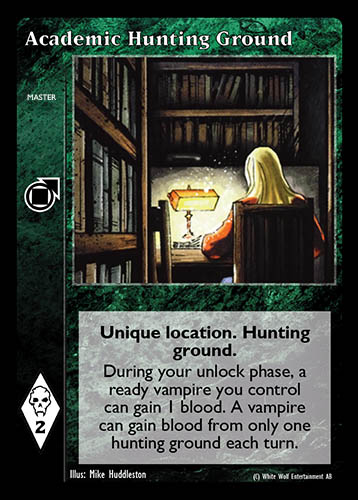 Academic Hunting Ground
MASTER
Unique location. Hunting
ground.
During your unlock phase, a
ready vampire you control
can gain 1 blood. A vampire
can gain blood from only one
hunting ground each turn.
2
Illus: Mike Huddleston
(C) White Wolf Entertainment AB